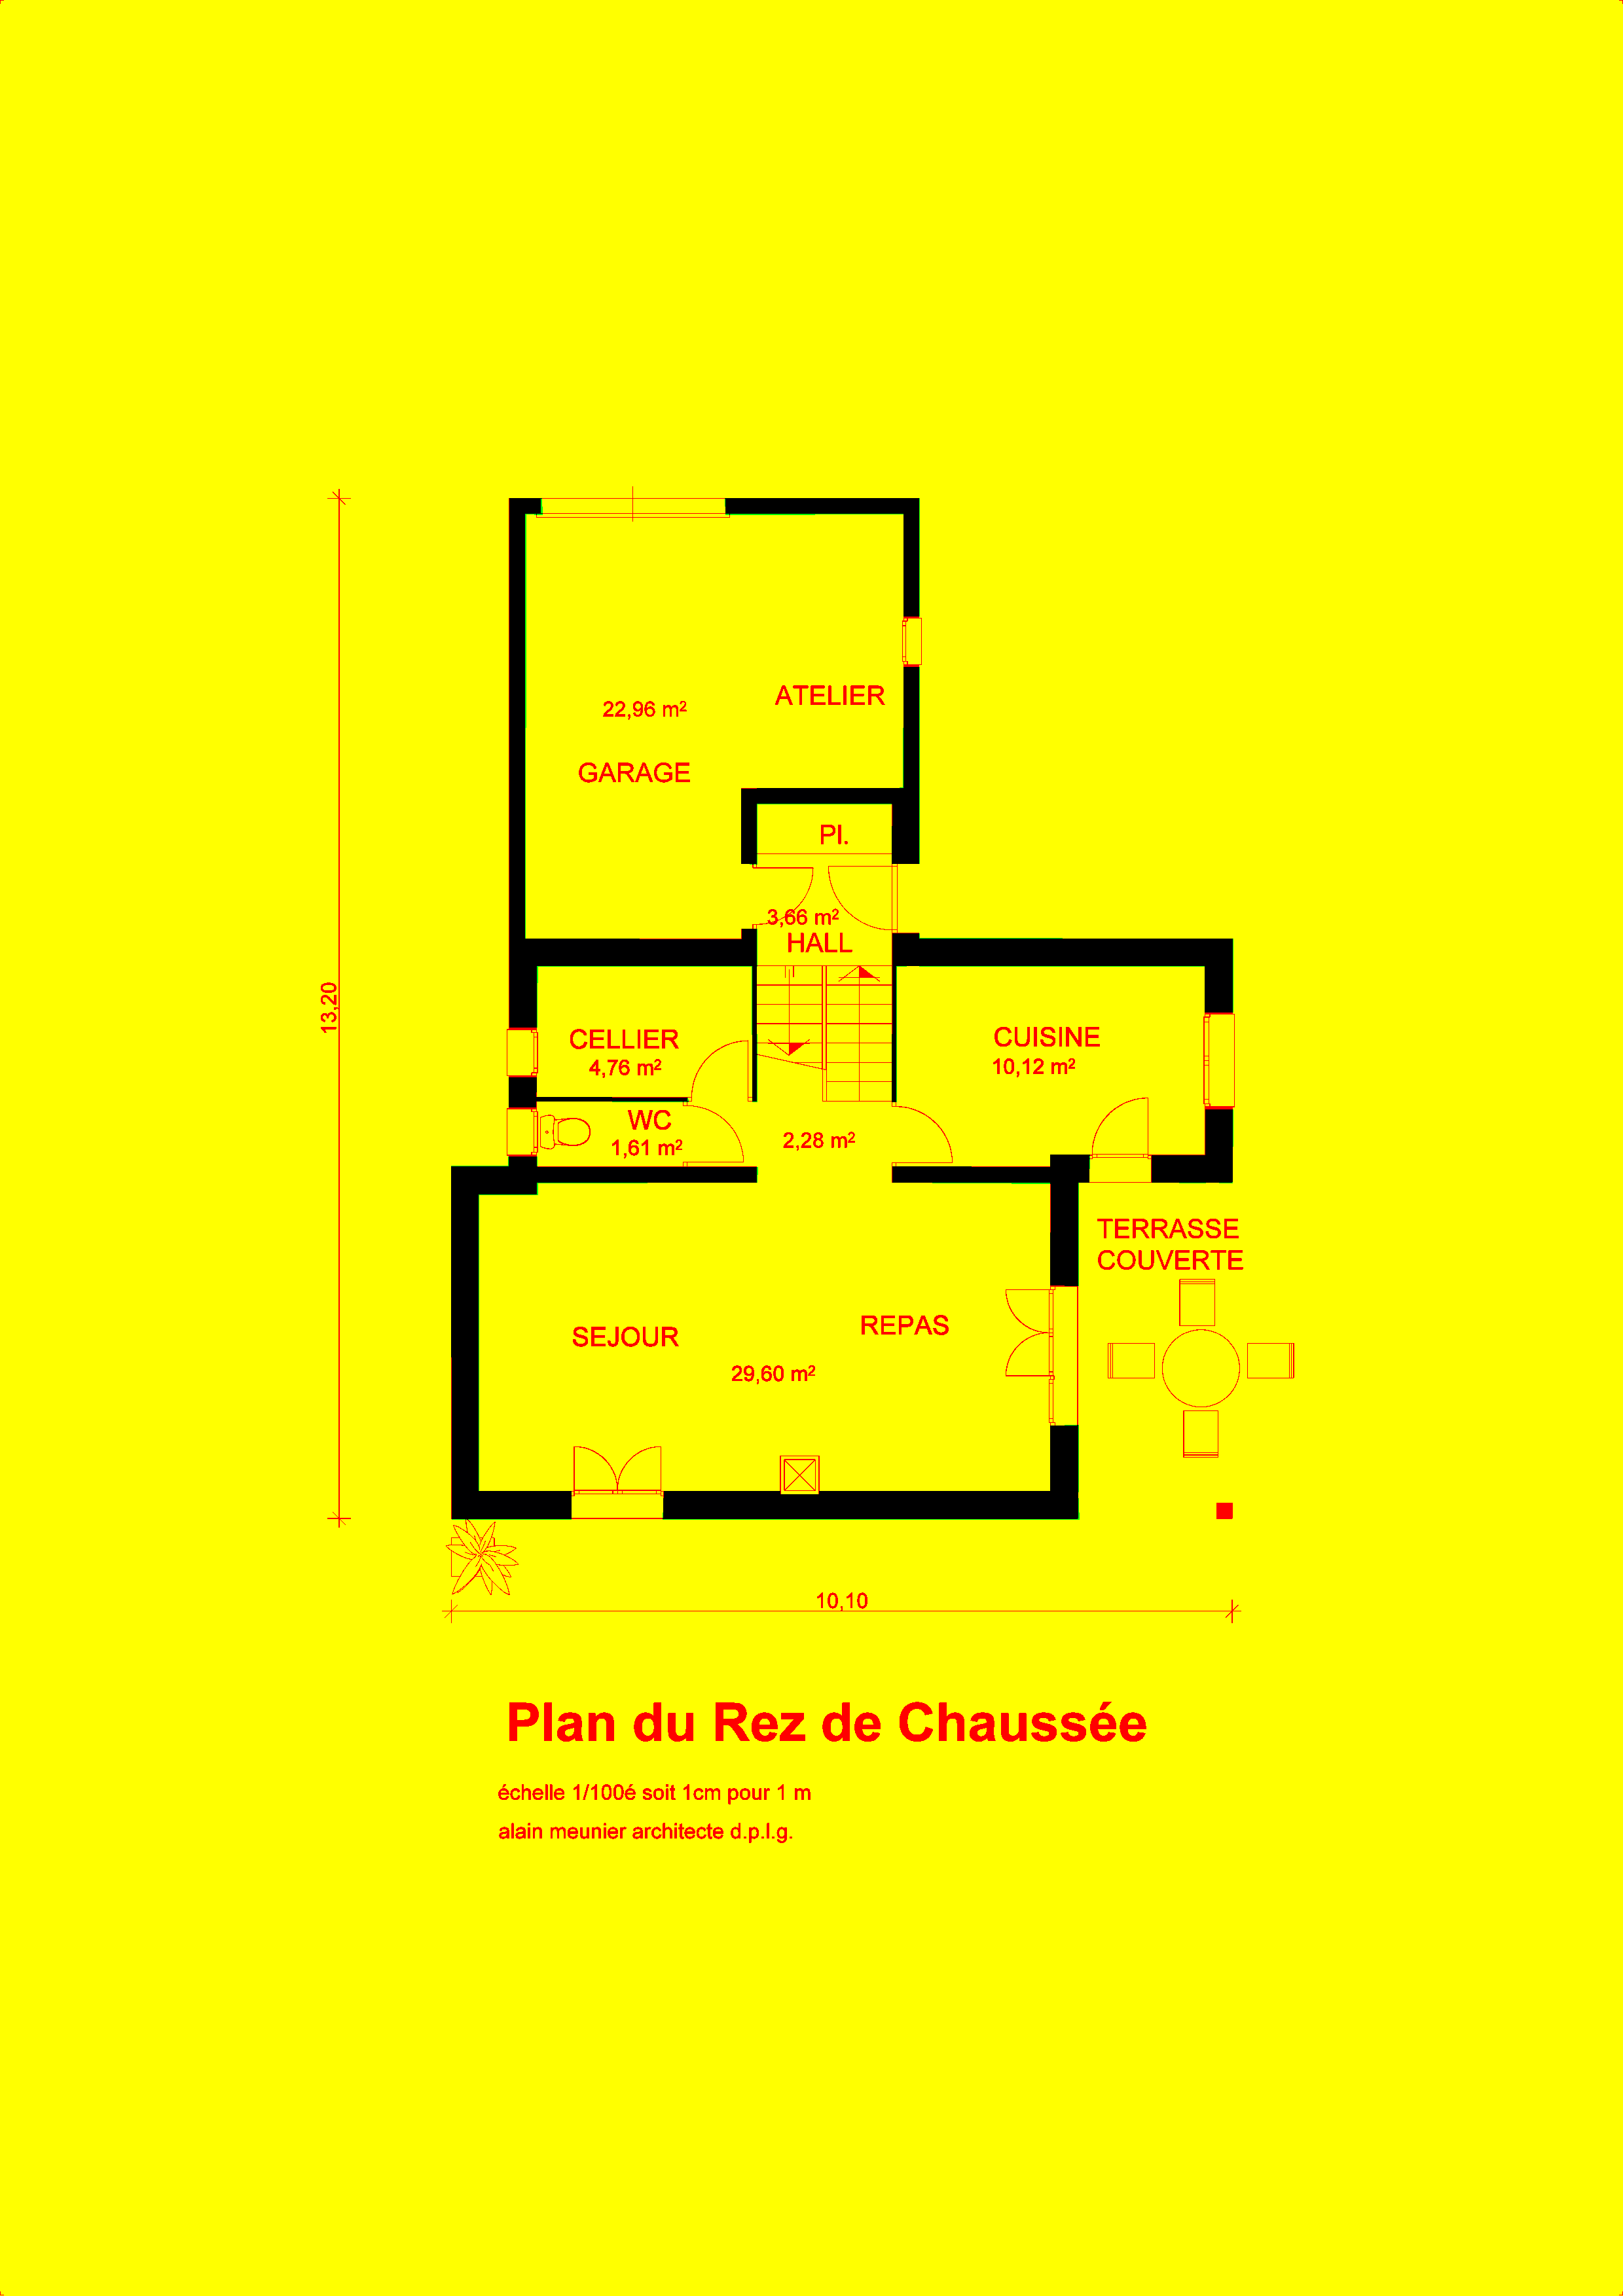 ATELIER
22,96 m²
GARAGE
Pl.
3,66 m²
HALL
13,20
CELLIER
4,76 m²
CUISINE
10,12 m²
WC
1,61 m²
2,28 m²
TERRASSE
COUVERTE
SEJOUR
REPAS
29,60 m²
10,10
Plan du Rez de Chaussée
échelle 1/100é soit 1cm pour 1 m
alain meunier architecte d.p.l.g.